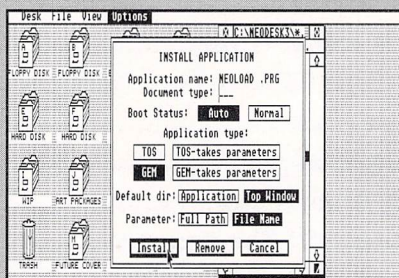 Desk File View Options
C:\NEODESK3\*.
A
B
FLOPPY DISK
FLOPPY DISK
HARD DISK
HARD DISK
WIP
ART PACKAGES
TRASH
FUTURE COVER
INSTALL APPLICATION
Application name: NEOLOAD .PRG
Document type: ___
Boot Status: Auto Normal
Application type:
TOS TOS-takes parameters
GEM GEM-takes parameters
Default dir: Application Top Window
Parameter: Full Path File Name
Install Remove Cancel